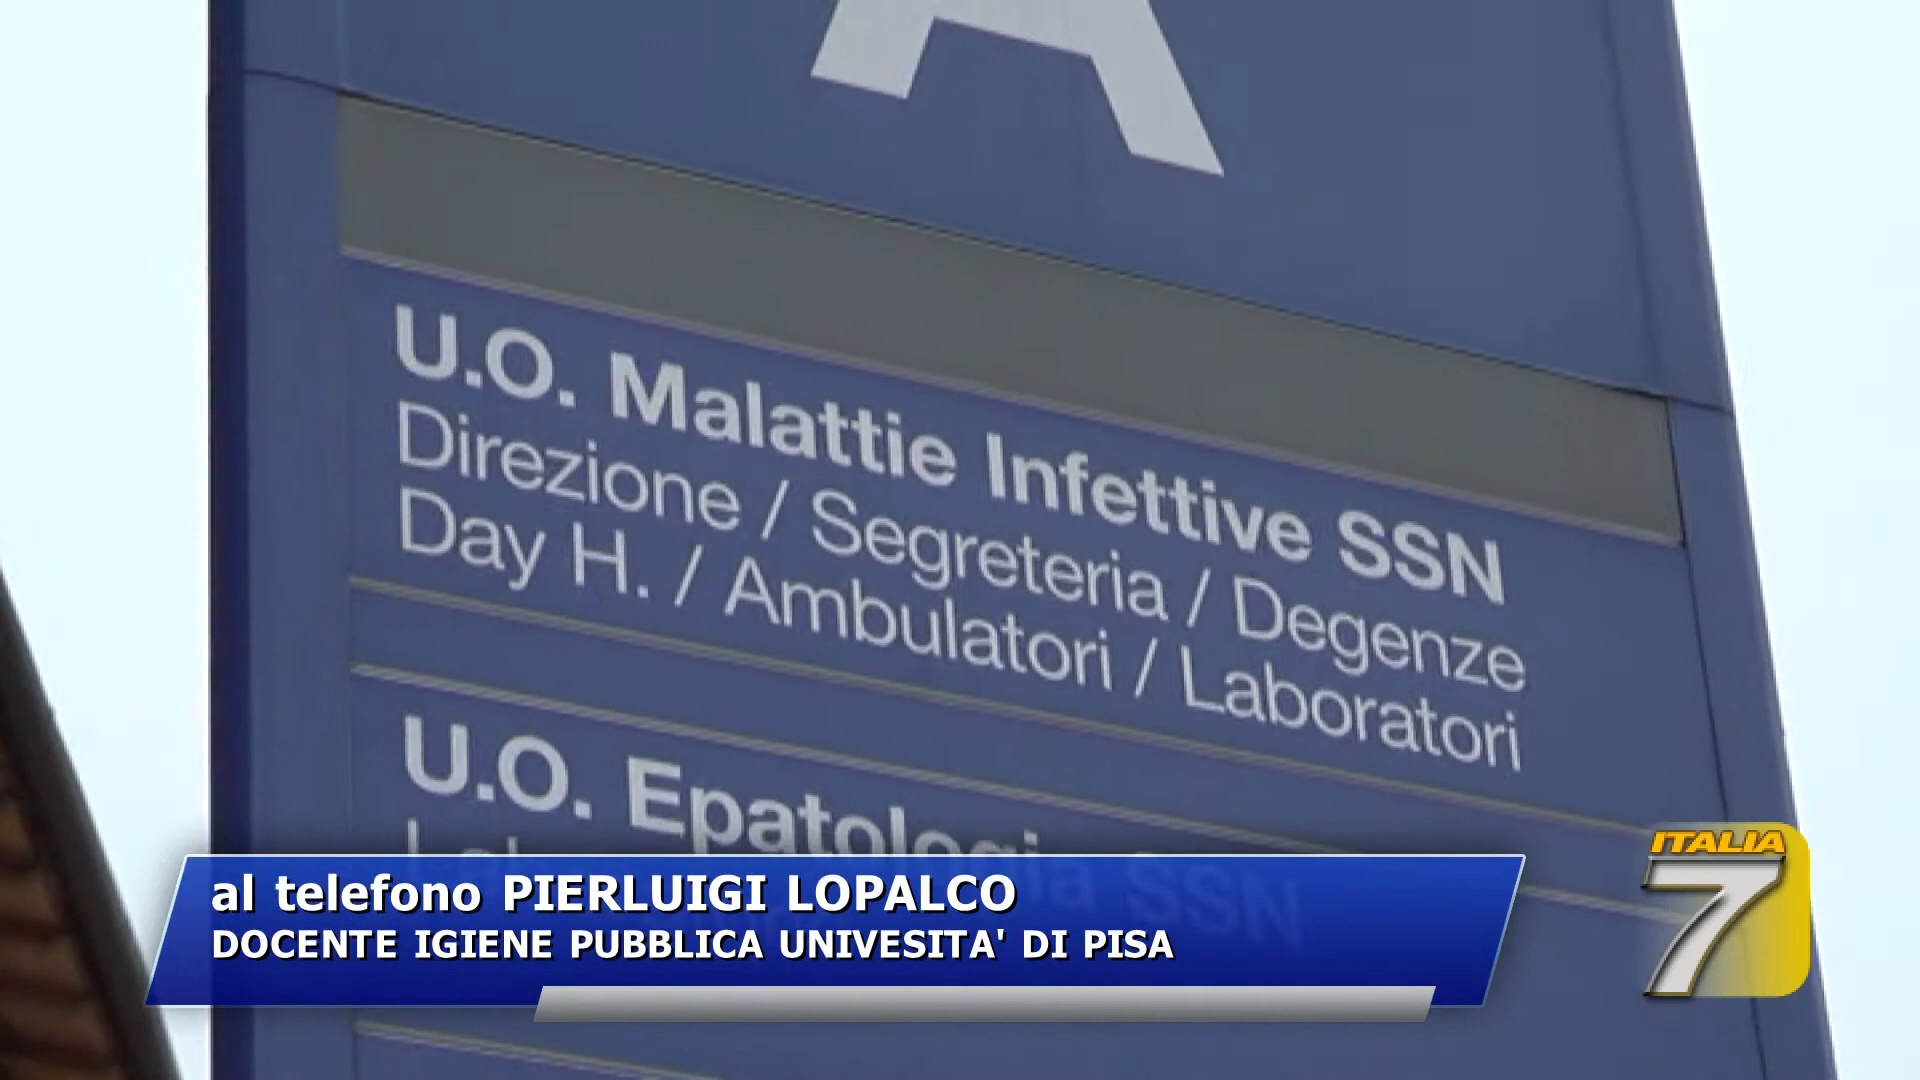 A
U.O. Malattie Infettive SSN
Direzione / Segreteria / Degenze
Day H. / Ambulatori / Laboratori
U.O. Epatologia SSN
al telefono PIERLUIGI LOPALCO
DOCENTE IGIENE PUBBLICA UNIVESITA' DI PISA
ITALIA
7